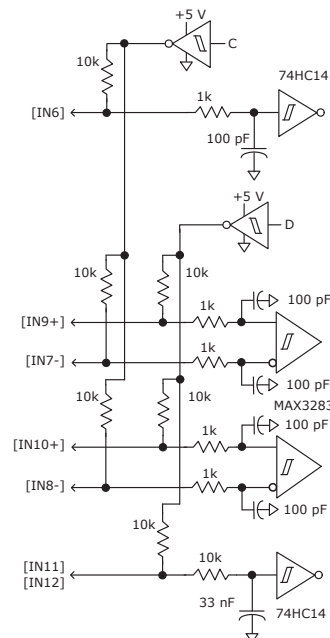 +5 V
C
10k
74HC14
1k
[IN6]
100 pF
+5 V
D
10k
10k
100 pF
1k
[IN9+]
1k
[IN7-]
100 pF
MAX3283
10k
10k
100 pF
1k
[IN10+]
1k
[IN8-]
100 pF
10k
10k
[IN11]
[IN12]
33 nF
74HC14